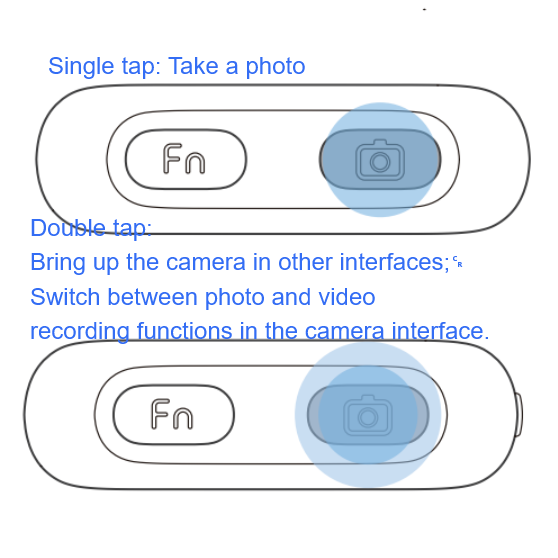 Single tap: Take a photo
Fn
Double tap:
Bring up the camera in other interfaces;CR
Switch between photo and video
recording functions in the camera interface.
Fn